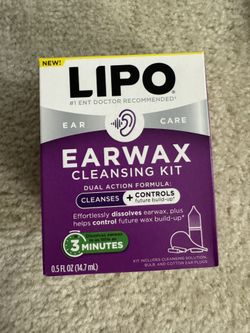 NEW!
LIPO®
#1 ENT DOCTOR RECOMMENDED*
EAR CARE
EARWAX
CLEANSING KIT
DUAL ACTION FORMULA:
CLEANSES + CONTROLS
future build-up*
Effortlessly dissolves earwax, plus
helps control future wax build-up*
3 MINUTES
0.5 FL OZ (14.7 mL)
KIT INCLUDES CLEANSING SOLUTION,
BULB, AND COTTON EAR PLUGS